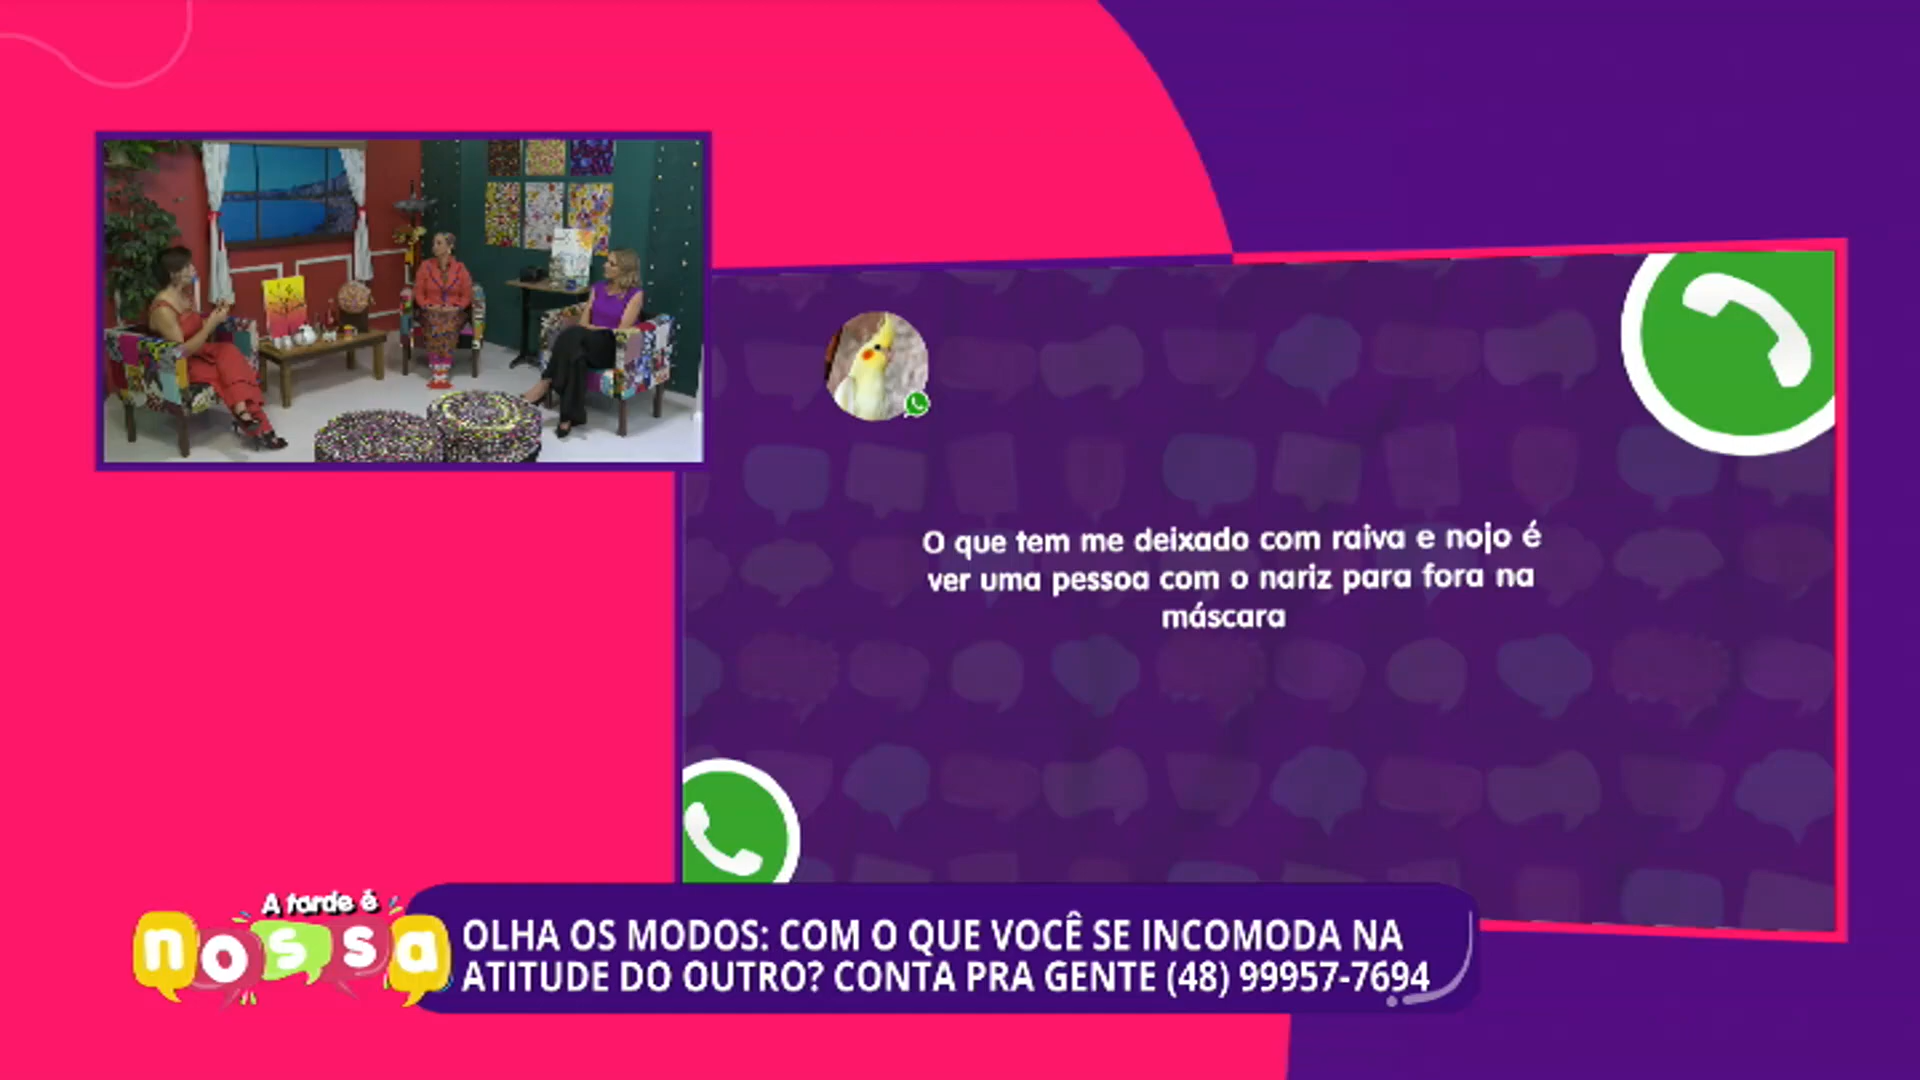 O que tem me deixado com raiva e nojo é
ver uma pessoa com o nariz para fora na
máscara
A tarde é
nossa
OLHA OS MODOS: COM O QUE VOCÊ SE INCOMODA NA
ATITUDE DO OUTRO? CONTA PRA GENTE (48) 99957-7694